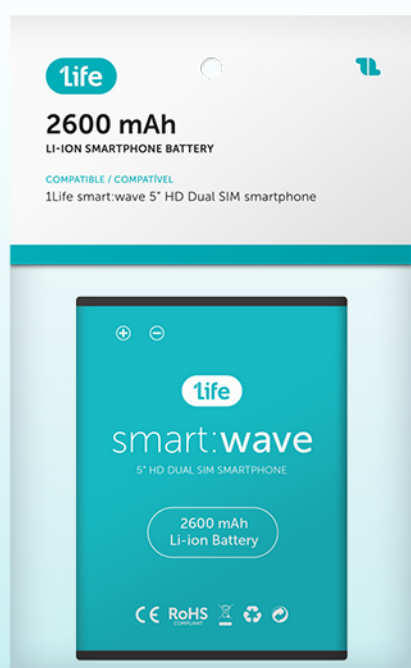 1life
1L
2600 mAh
LI-ION SMARTPHONE BATTERY
COMPATIBLE / COMPATÍVEL
1Life smart:wave 5" HD Dual SIM smartphone
1life
smart:wave
5" HD DUAL SIM SMARTPHONE
2600 mAh
Li-ion Battery
CE RoHS
COMPLIANT